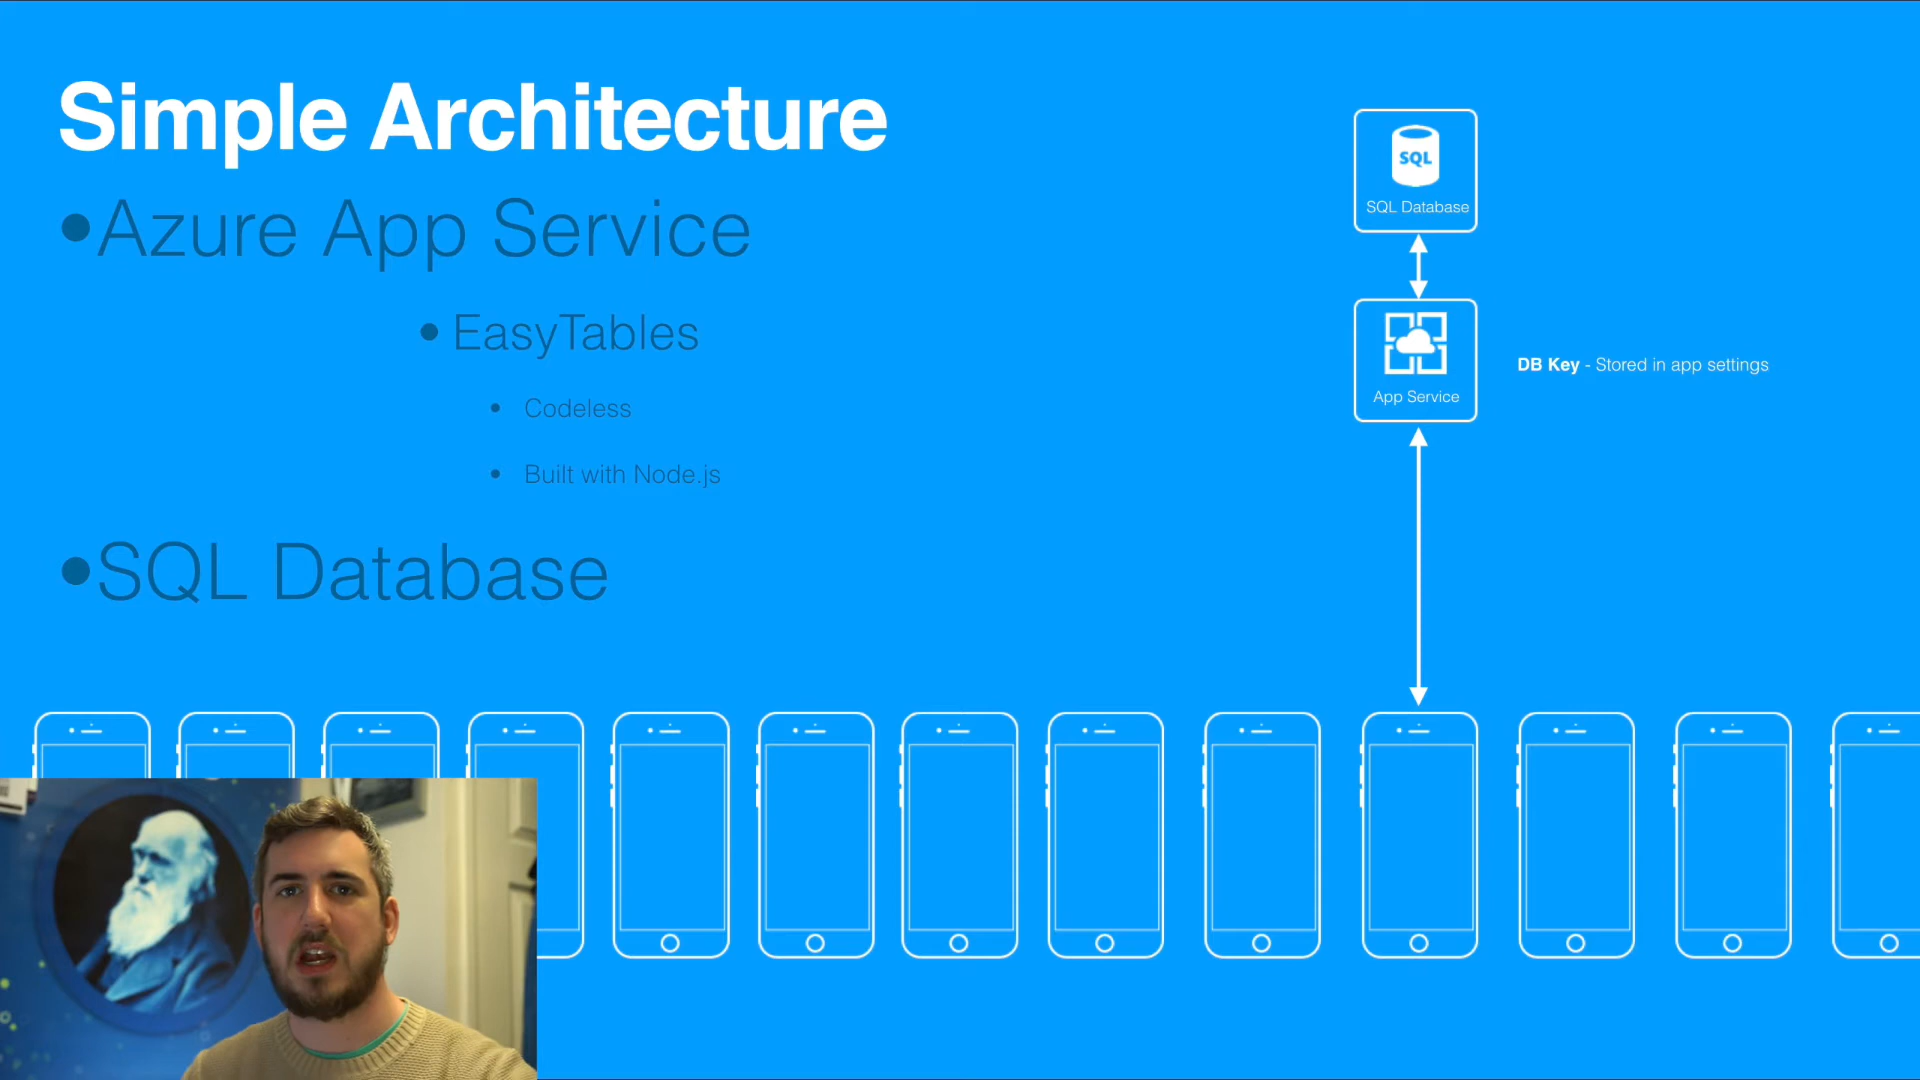 Simple Architecture
•Azure App Service
• EasyTables
• Codeless
• Built with Node.js
•SQL Database
SQL
SQL Database
App Service
DB Key - Stored in app settings